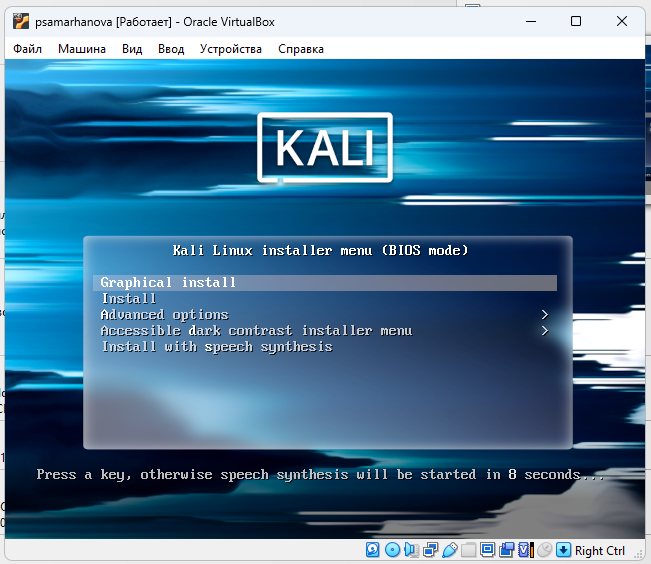 psamarhanova [Работает] - Oracle VirtualBox
Файл Машина Вид Ввод Устройства Справка
KALI
Kali Linux installer menu (BIOS mode)
Graphical install
Install
Advanced options >
Accessible dark contrast installer menu >
Install with speech synthesis
Press a key, otherwise speech synthesis will be started in 8 seconds...
Right Ctrl